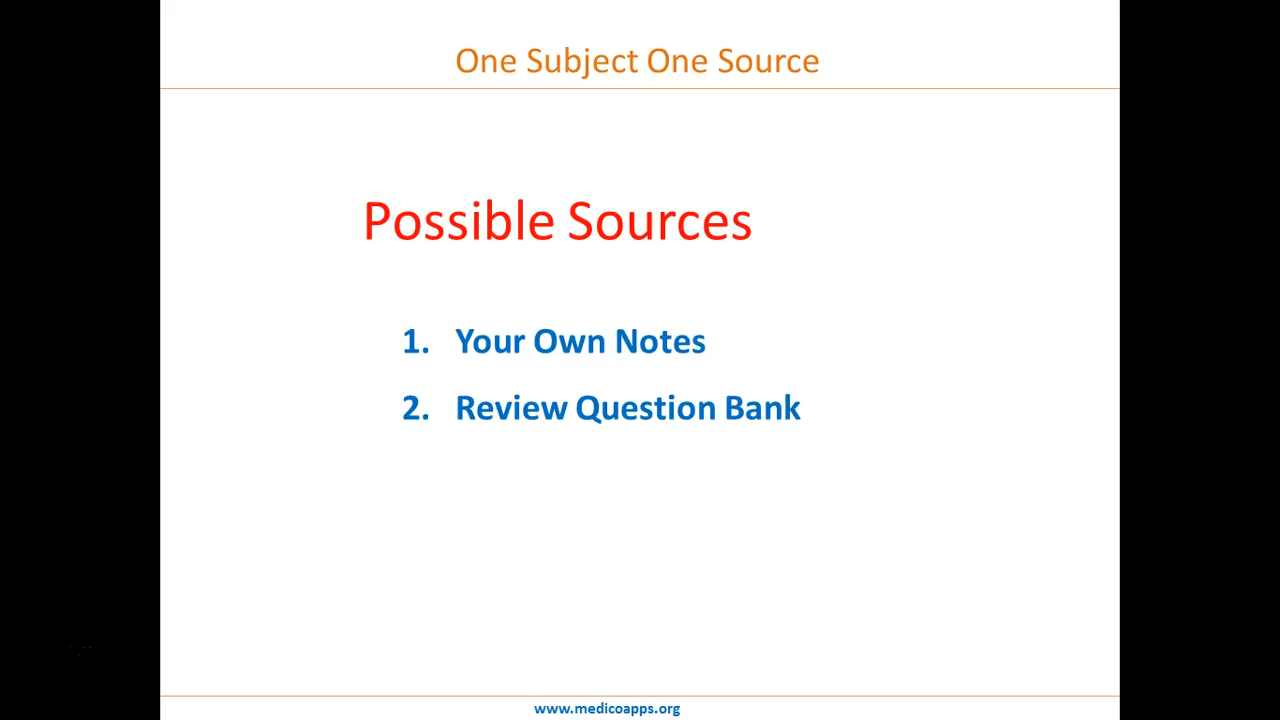 One Subject One Source
Possible Sources
1. Your Own Notes
2. Review Question Bank
www.medicoapps.org